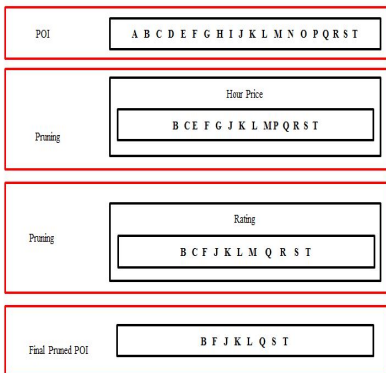 POI
A B C D E F G H I J K L M N O P Q R S T
Hour Price
B C E F G J K L M P Q R S T
Pruning
Rating
Pruning
B C F J K L M Q R S T
B F J K L Q S T
Final Pruned POI